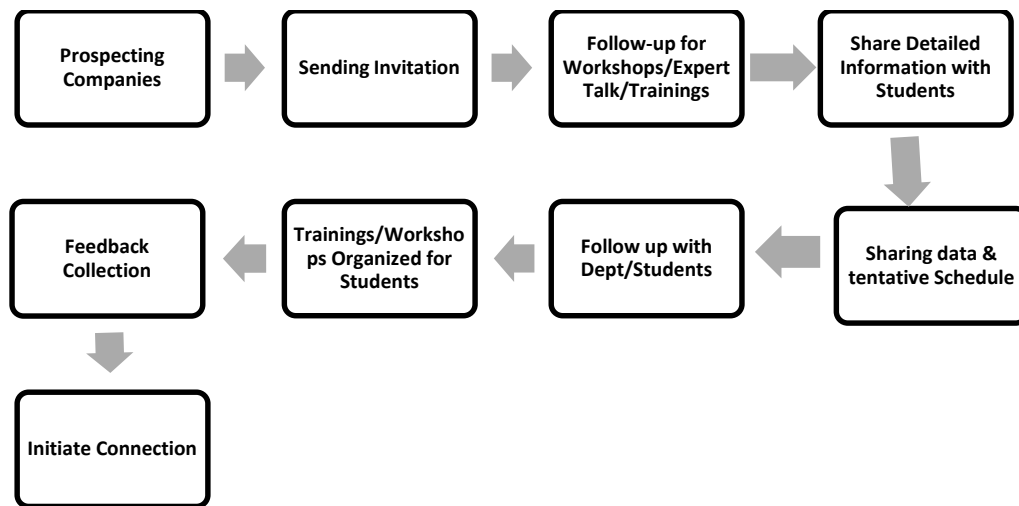 Prospecting
Companies
Sending Invitation
Follow-up for
Workshops/Expert
Talk/Trainings
Share Detailed
Information with
Students
Sharing data &
tentative Schedule
Follow up with
Dept/Students
Trainings/Worksho
ps Organized for
Students
Feedback
Collection
Initiate Connection